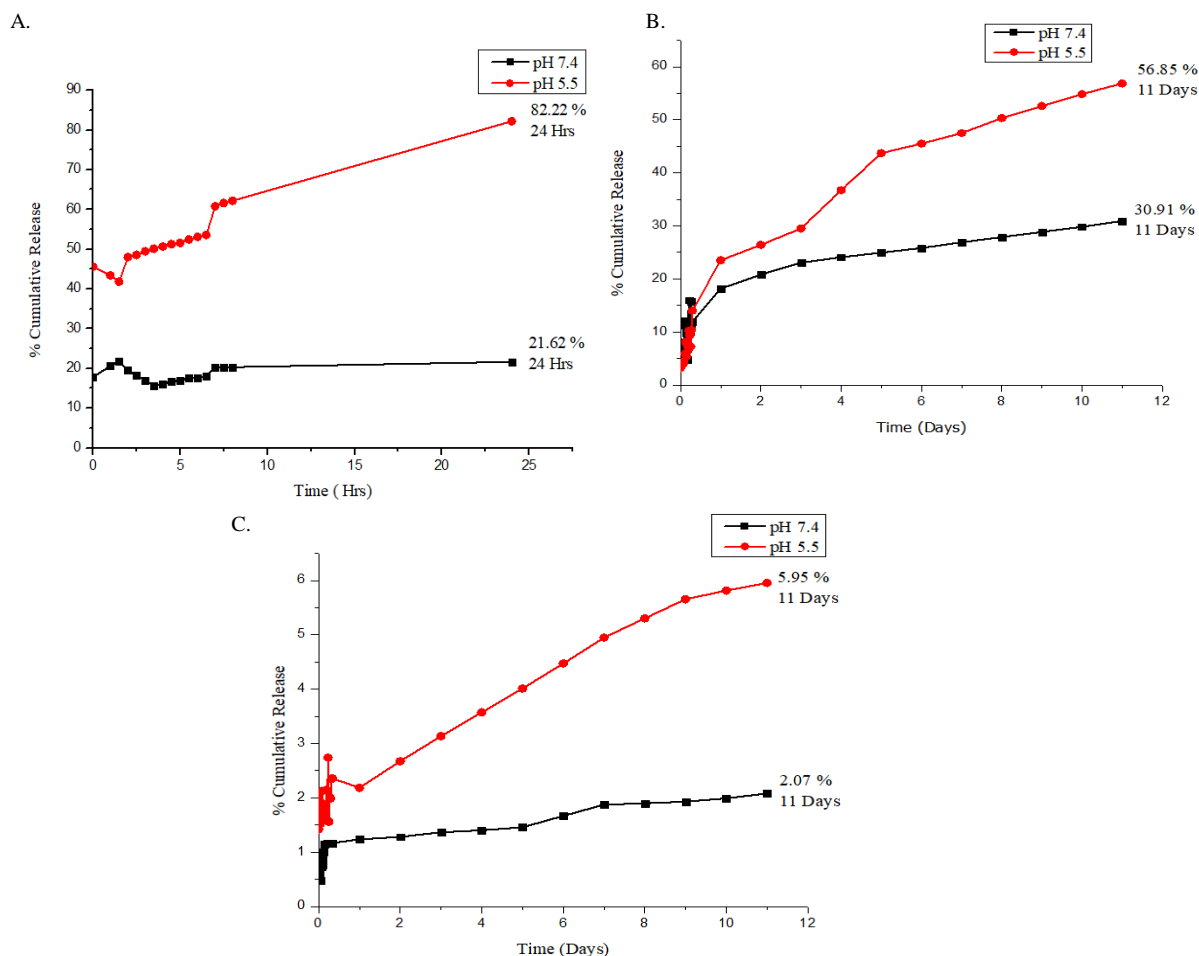 A.
pH 7.4
pH 5.5
90
80
70
60
50
40
30
20
10
0
% Cumulative Release
82.22 %
24 Hrs
21.62 %
24 Hrs
0
5
10
15
20
25
Time ( Hrs)
B.
pH 7.4
pH 5.5
60
50
40
30
20
10
0
% Cumulative Release
56.85 %
11 Days
30.91 %
11 Days
0
2
4
6
8
10
12
Time (Days)
C.
pH 7.4
pH 5.5
6
5
4
3
2
1
0
% Cumulative Release
5.95 %
11 Days
2.07 %
11 Days
0
2
4
6
8
10
12
Time (Days)